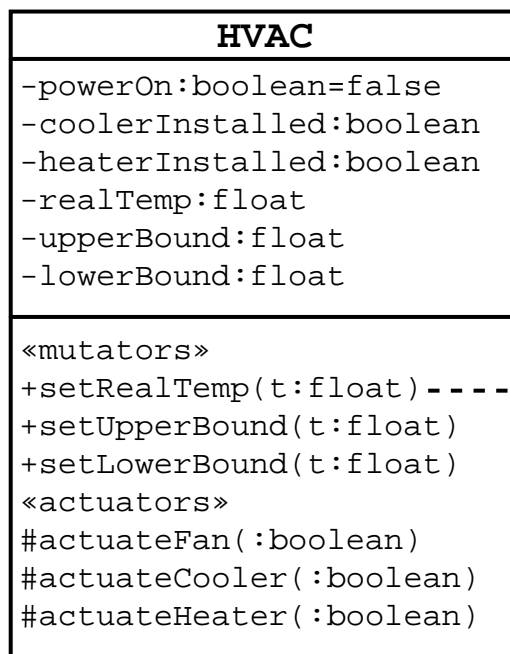 HVAC
-powerOn:boolean=false
-coolerInstalled:boolean
-heaterInstalled:boolean
-realTemp:float
-upperBound:float
-lowerBound:float
«mutators»
+setRealTemp(t:float)
+setUpperBound(t:float)
+setLowerBound(t:float)
«actuators»
#actuateFan(:boolean)
#actuateCooler(:boolean)
#actuateHeater(:boolean)